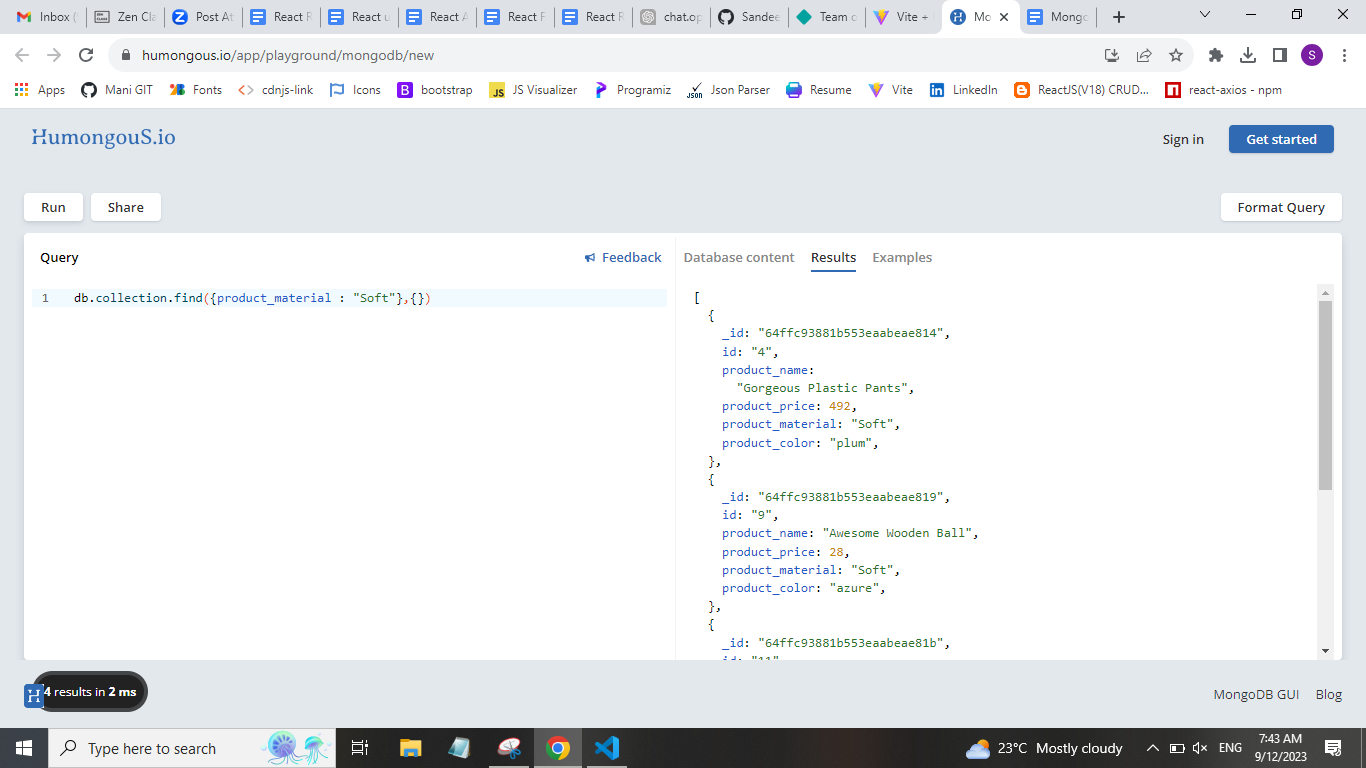 Inbox (
Zen Cla
Post At
React R
React u
React A
React F
React R
chat.op
Sandee
Team c
Vite +
Mo
Mongo
humongous.io/app/playground/mongodb/new
S
Apps
Mani GIT
Fonts
cdnjs-link
Icons
bootstrap
JS Visualizer
Programiz
Json Parser
Resume
Vite
LinkedIn
ReactJS(V18) CRUD...
react-axios - npm
HumongouS.io
Sign in
Get started
Run
Share
Format Query
Query
Feedback
1 db.collection.find({product_material : "Soft"},{})
Database content
Results
Examples
[
{
_id: "64ffc93881b553eaabeae814",
id: "4",
product_name:
"Gorgeous Plastic Pants",
product_price: 492,
product_material: "Soft",
product_color: "plum",
},
{
_id: "64ffc93881b553eaabeae819",
id: "9",
product_name: "Awesome Wooden Ball",
product_price: 28,
product_material: "Soft",
product_color: "azure",
},
{
_id: "64ffc93881b553eaabeae81b",
id: "11"
H
4 results in 2 ms
MongoDB GUI
Blog
Type here to search
23°C Mostly cloudy
ENG
7:43 AM
9/12/2023